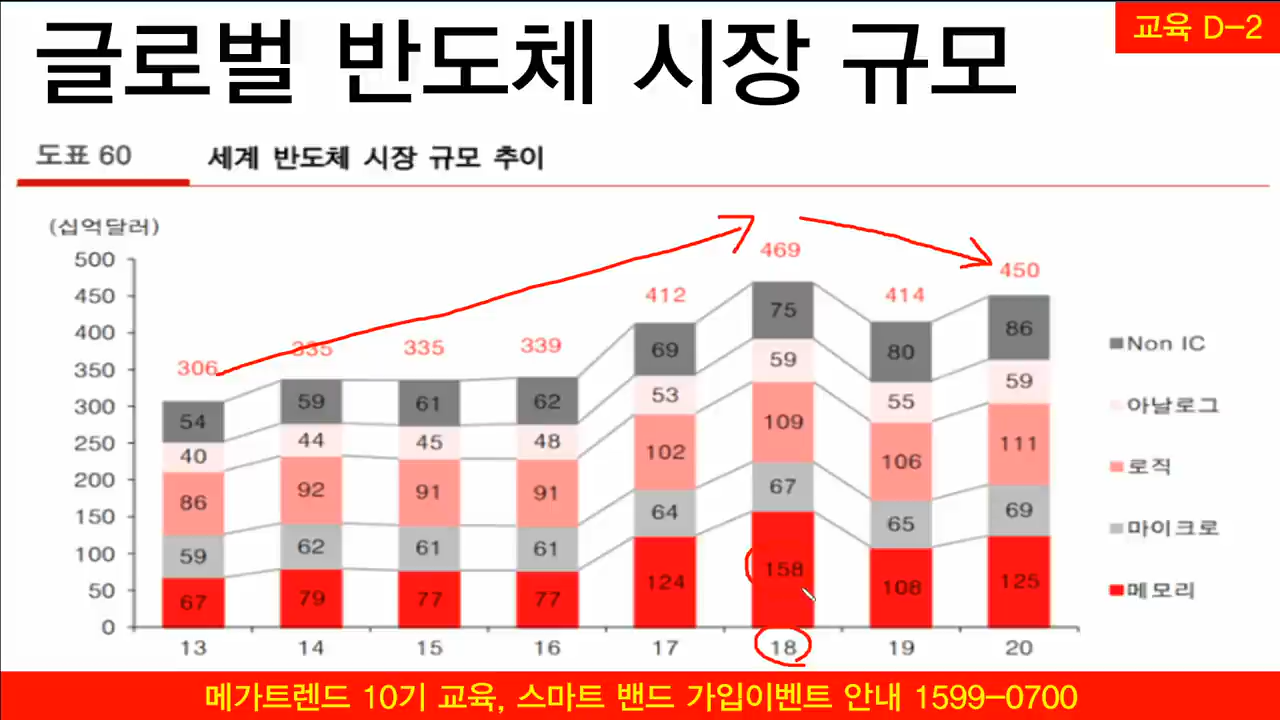 글로벌 반도체 시장 규모
교육 D-2
도표 60 세계 반도체 시장 규모 추이
(십억달러)
500
450
400
350
300
250
200
150
100
50
0
306 335 335 339 412 469 414 450
54 59 61 62 69 75 80 86
40 44 45 48 53 59 55 59
86 92 91 91 102 109 106 111
59 62 61 61 64 67 65 69
67 79 77 77 124 158 108 125
13 14 15 16 17 18 19 20
Non IC
아날로그
로직
마이크로
메모리
메가트렌드 10기 교육, 스마트 밴드 가입이벤트 안내 1599-0700